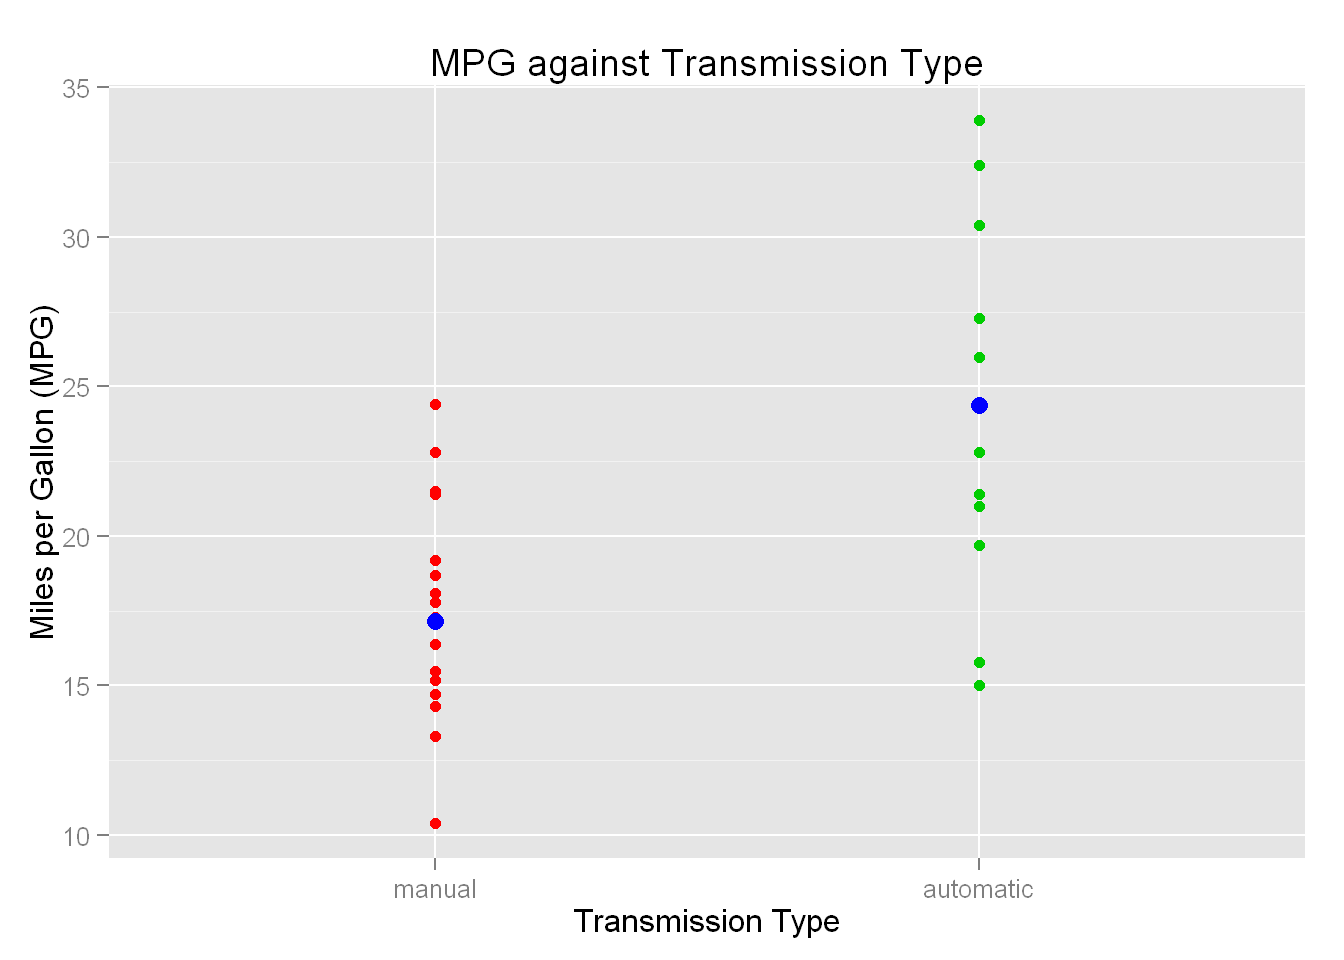 MPG against Transmission Type
35
30
25
20
15
10
Miles per Gallon (MPG)
manual
automatic
Transmission Type